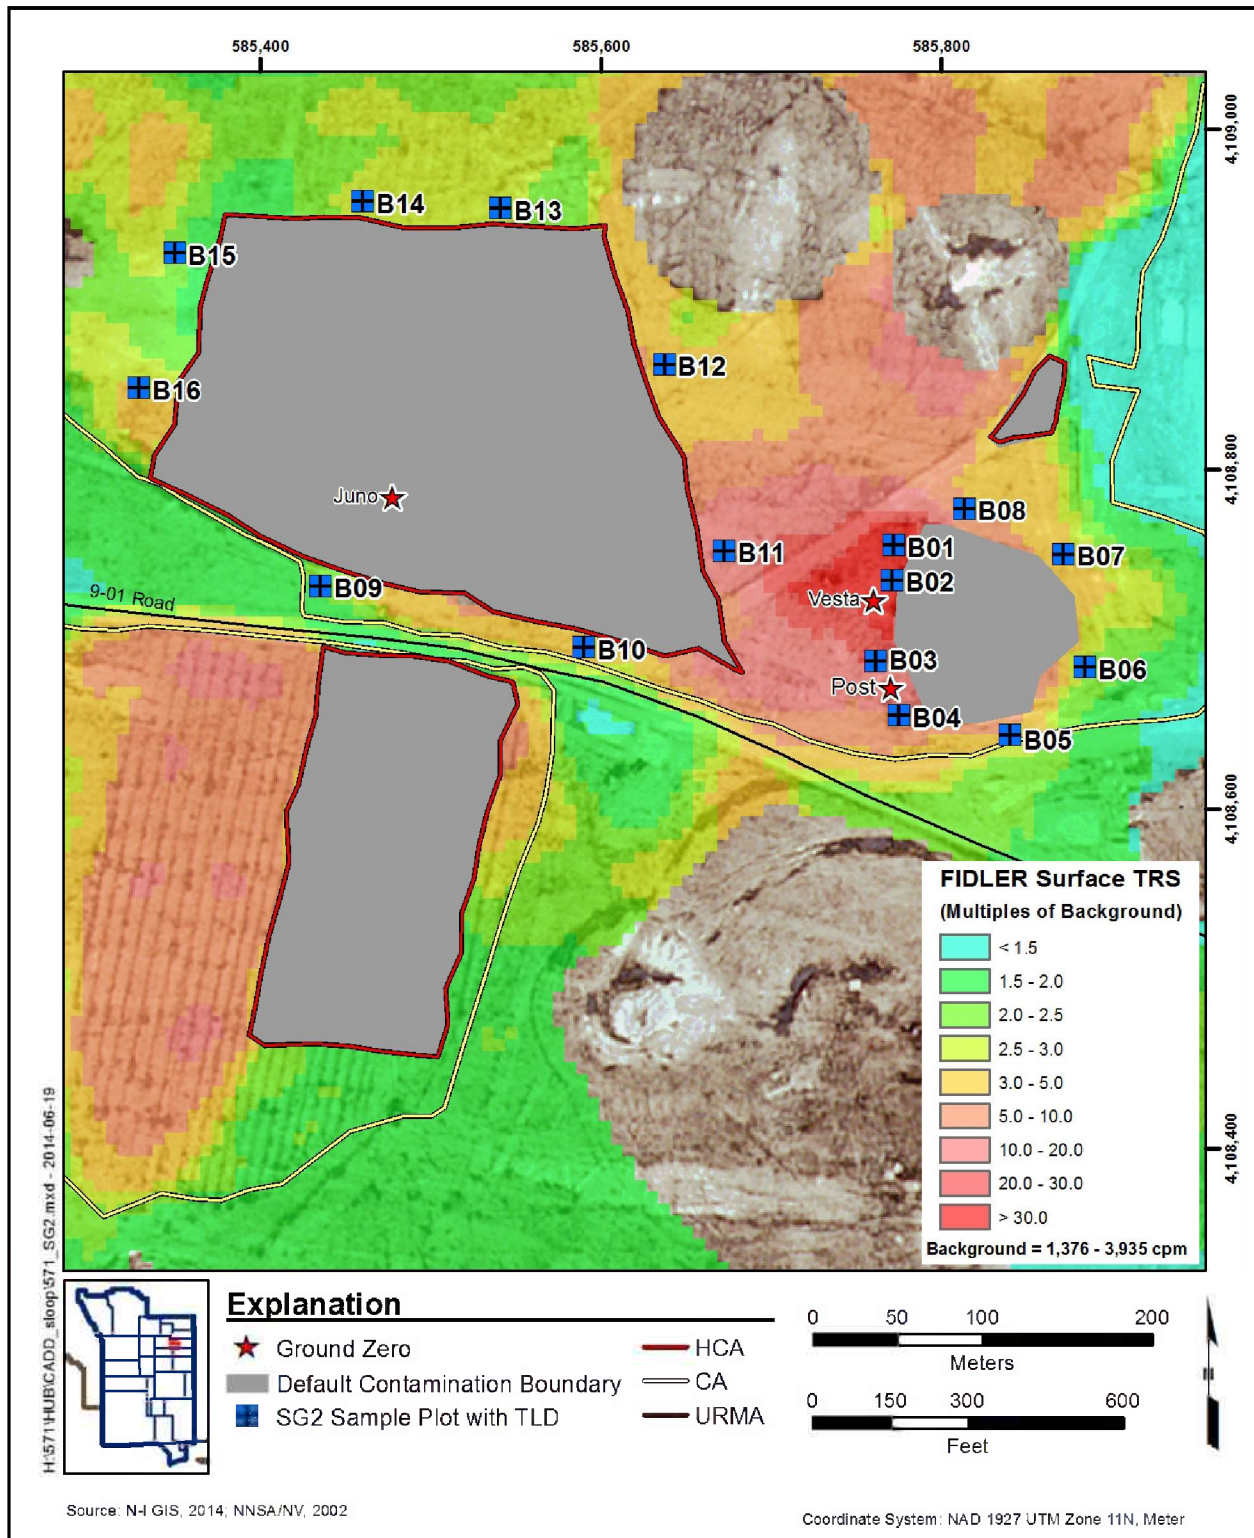 585,400
585,600
585,800
4,109,000
4,108,800
4,108,600
4,108,400
B14
B13
B15
B12
B16
Juno
B08
B11
B01
B07
B02
B09
Vesta
9-01 Road
B10
B03
B06
Post
B04
B05
FIDLER Surface TRS
(Multiples of Background)
< 1.5
1.5 - 2.0
2.0 - 2.5
2.5 - 3.0
3.0 - 5.0
5.0 - 10.0
10.0 - 20.0
20.0 - 30.0
> 30.0
Background = 1,376 - 3,935 cpm
H:\571\HUB\CADD_sloop\571_SG2.mxd - 2014-06-19
Explanation
Ground Zero
Default Contamination Boundary
SG2 Sample Plot with TLD
HCA
CA
URMA
0 50 100 200
Meters
0 150 300 600
Feet
Source: N-I GIS, 2014; NNSA/NV, 2002
Coordinate System: NAD 1927 UTM Zone 11N, Meter